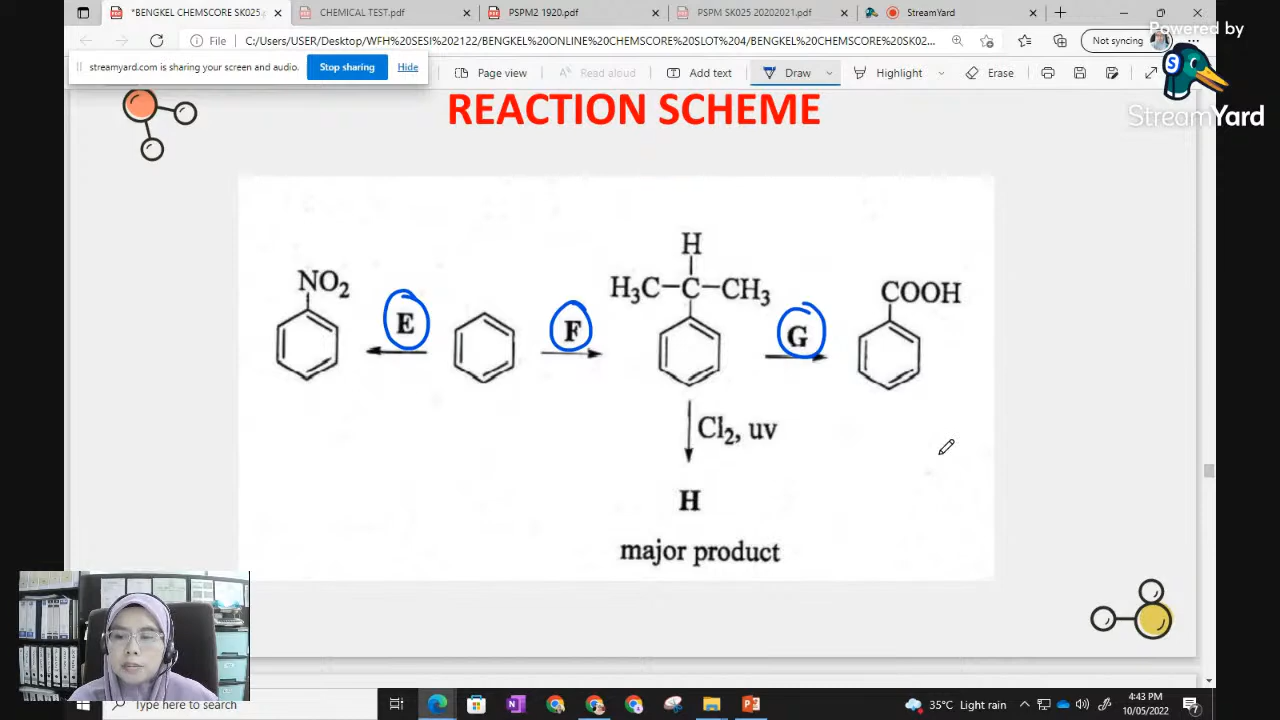 *BENGKEL CHEMSCORE SK025
CHEMICAL TEST.pdf
PSPM2 1920.pdf
PSPM SK025 20202021.pdf
StreamYard
File
C:/Users/USER/Desktop/WFH%20SESI%
BENGKEL%20ONLINE%20CHEMSCORE%20SLOT%204/BENGKEL%20CHEMSCORE%20SK02...
Not syncing
Powered by
StreamYard
streamyard.com is sharing your screen and audio.
Stop sharing
Hide
Page view
Read aloud
Add text
Draw
Highlight
Erase
REACTION SCHEME
H
H₃C–C–CH₃
NO₂
COOH
E
F
G
Cl₂, uv
H
major product
Type here to search
35°C Light rain
4:43 PM
10/05/2022
7